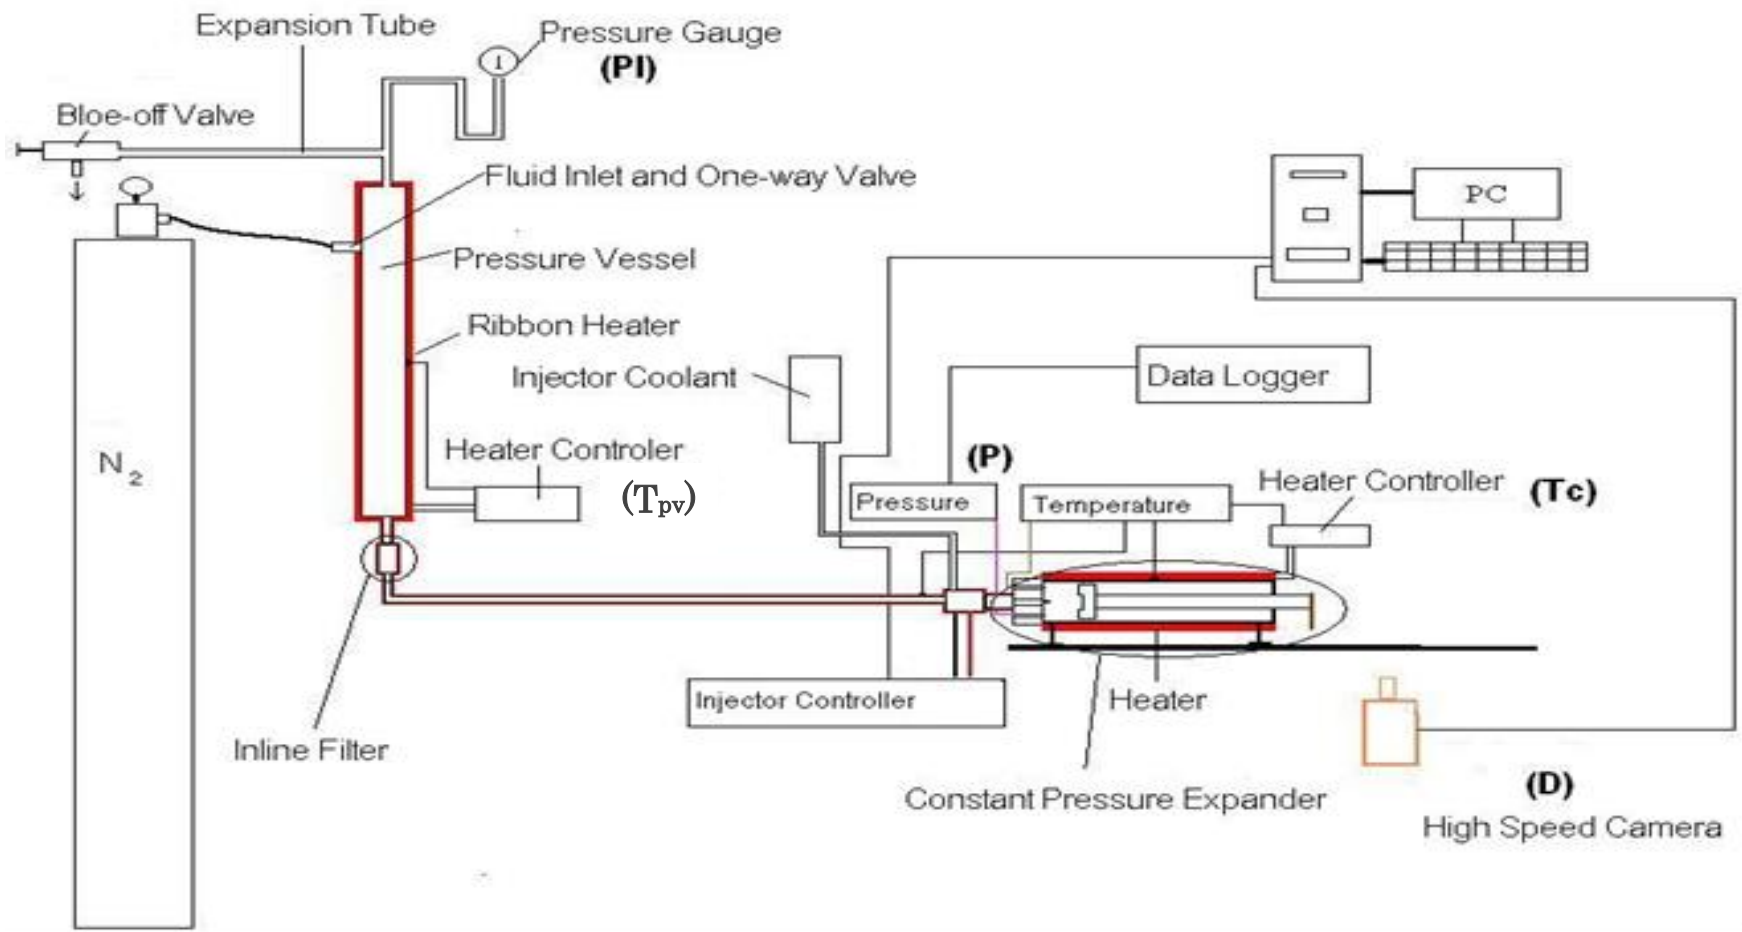 Expansion Tube
Pressure Gauge
(PI)
1
Bloe-off Valve
Fluid Inlet and One-way Valve
PC
Pressure Vessel
Ribbon Heater
Injector Coolant
Data Logger
Heater Controler
(Tpv)
N2
(P)
Pressure
Temperature
Heater Controller
(Tc)
Injector Controller
Heater
Inline Filter
Constant Pressure Expander
(D)
High Speed Camera